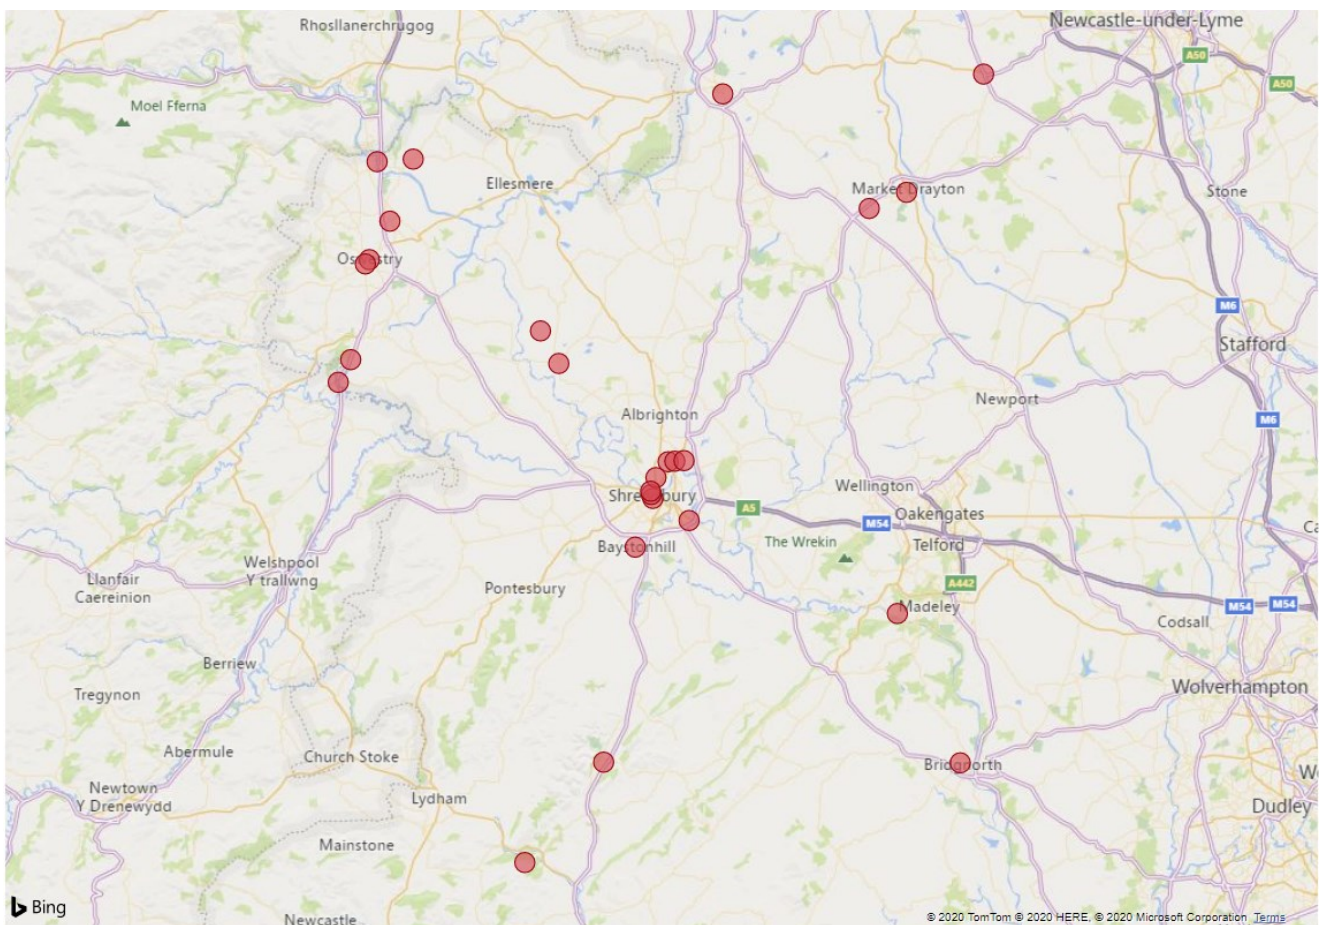 Rhosllanerchrugog
Newcastle-under-Lyme
A50
A50
Moel Fferna
Ellesmere
Market Drayton
Stone
Oswestry
M6
Stafford
Newport
Albrighton
M6
Wellington
Shrewsbury
A5
Oakengates
M54
The Wrekin
Telford
Baystonhill
Welshpool
Y trallwng
Llanfair
Caereinion
Pontesbury
A442
Madeley
M54
M54
Codsall
Berriew
Tregynon
Wolverhampton
Abermule
Church Stoke
Bridgnorth
Newtown
Y Drenewydd
Lydham
Dudley
Mainstone
Newcastle
Bing
© 2020 TomTom © 2020 HERE, © 2020 Microsoft Corporation Terms